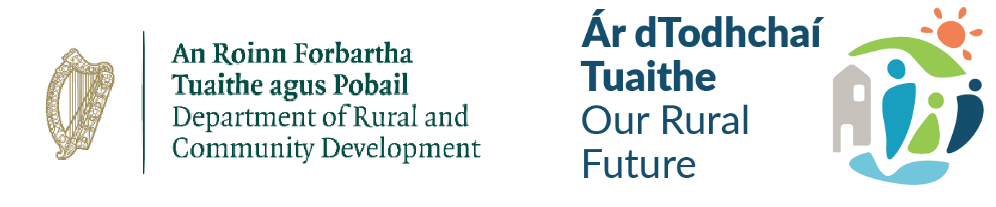 An Roinn Forbartha
Tuaithe agus Pobail
Department of Rural and
Community Development
Ár dTodhchaí
Tuaithe
Our Rural
Future